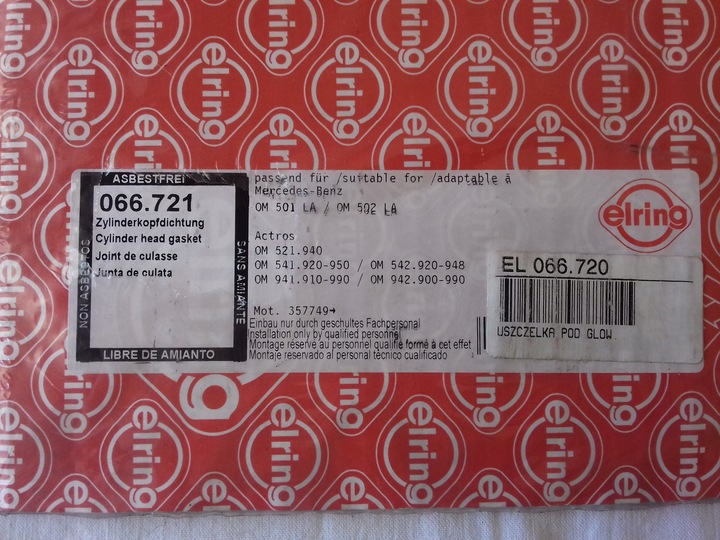 ASBESTFREI
066.721
Zylinderkopfdichtung
Cylinder head gasket
Joint de culasse
Junta de culata
NON ASBESTOS
SANS AMIANTE
LIBRE DE AMIANTO
passend für /suitable for /adaptable à
Mercedes-Benz
OM 501 LA / OM 502 LA
Actros
OM 521.940
OM 541.920-950 / OM 542.920-948
OM 941.910-990 / OM 942.900-990
Mot. 357749→
Einbau nur durch geschultes Fachpersonal
Installation only by qualified personnel
Montage réservé au personnel qualifié formé à cet effet
Montaje reservado al personal técnico cualificado
elring
EL 066.720
USZCZELKA POD GLOW.